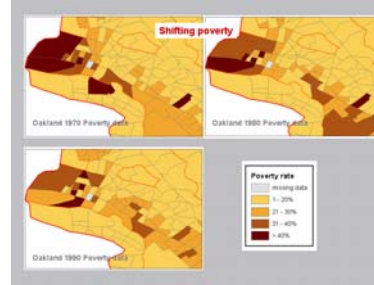 Shifting poverty
Oakland 1970 Poverty data
Oakland 1980 Poverty data
Oakland 1990 Poverty data
Poverty rate
missing data
1 - 20%
21 - 30%
31 - 40%
> 40%